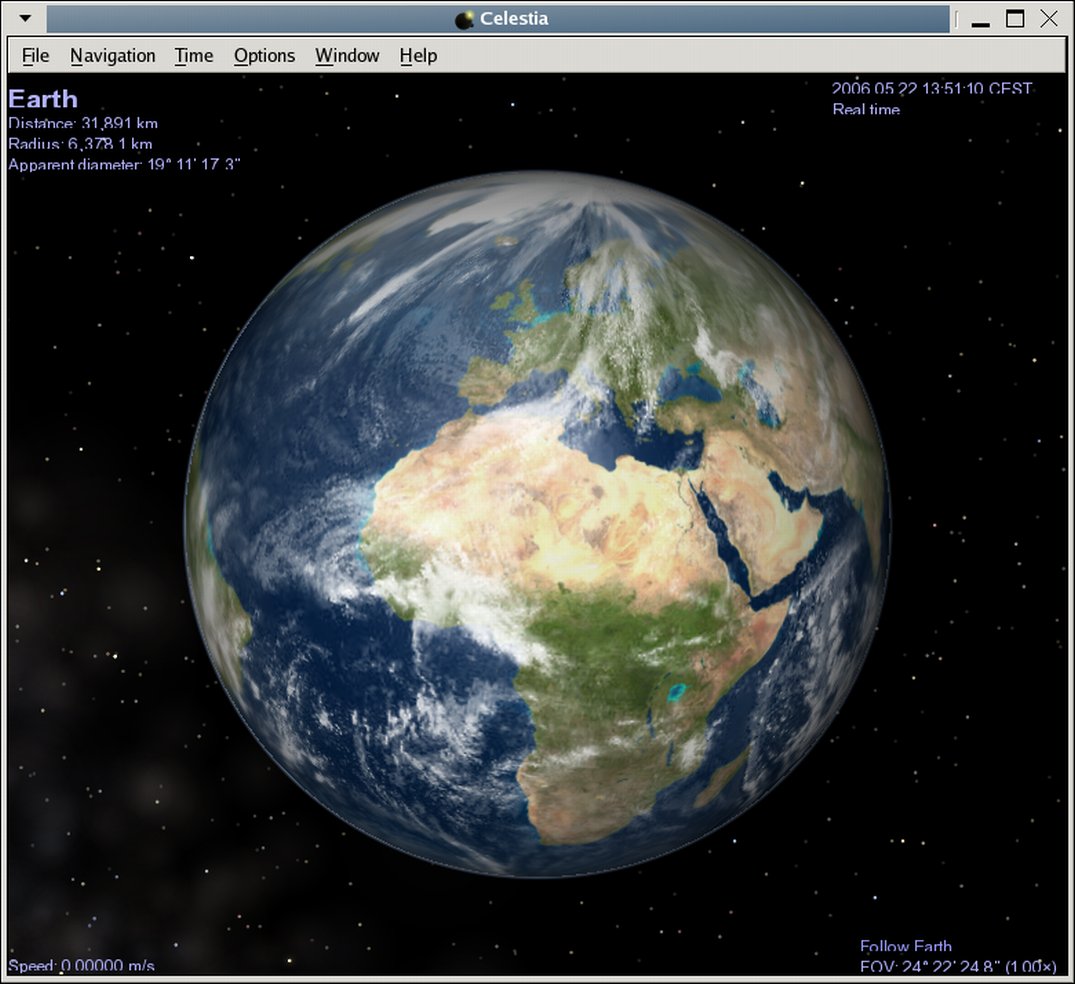 Celestia
File Navigation Time Options Window Help
Earth
Distance: 31,891 km
Radius: 6,378.1 km
Apparent diameter: 19° 11' 17.3"
2006 05 22 13:51:10 CEST
Real time
Speed: 0.00000 m/s
Follow Earth
FOV: 24° 22' 24.8" (1.00×)